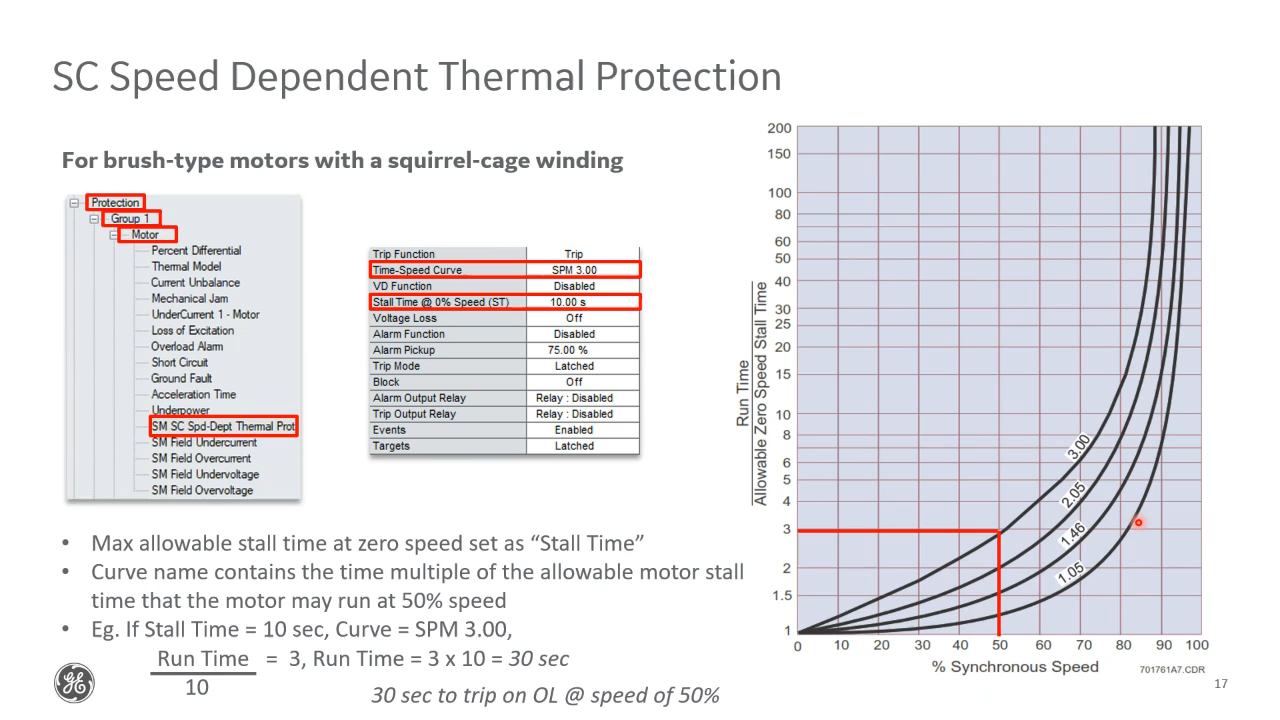 SC Speed Dependent Thermal Protection
For brush-type motors with a squirrel-cage winding
Protection
Group 1
Motor
Percent Differential
Thermal Model
Current Unbalance
Mechanical Jam
UnderCurrent 1 - Motor
Loss of Excitation
Overload Alarm
Short Circuit
Ground Fault
Acceleration Time
Underpower
SM SC Spd-Dept Thermal Prot
SM Field Undercurrent
SM Field Overcurrent
SM Field Undervoltage
SM Field Overvoltage
Trip Function Trip
Time-Speed Curve SPM 3.00
VD Function Disabled
Stall Time @ 0% Speed (ST) 10.00 s
Voltage Loss Off
Alarm Function Disabled
Alarm Pickup 75.00 %
Trip Mode Latched
Block Off
Alarm Output Relay Relay : Disabled
Trip Output Relay Relay : Disabled
Events Enabled
Targets Latched
• Max allowable stall time at zero speed set as “Stall Time”
• Curve name contains the time multiple of the allowable motor stall
time that the motor may run at 50% speed
• Eg. If Stall Time = 10 sec, Curve = SPM 3.00,
Run Time = 3, Run Time = 3 x 10 = 30 sec
10
30 sec to trip on OL @ speed of 50%
Run Time
Allowable Zero Speed Stall Time
200
150
100
80
60
50
40
30
25
20
15
10
8
6
5
4
3
2
1.5
1
3.00
2.05
1.46
1.05
0 10 20 30 40 50 60 70 80 90 100
% Synchronous Speed
701761A7.CDR
GE
17